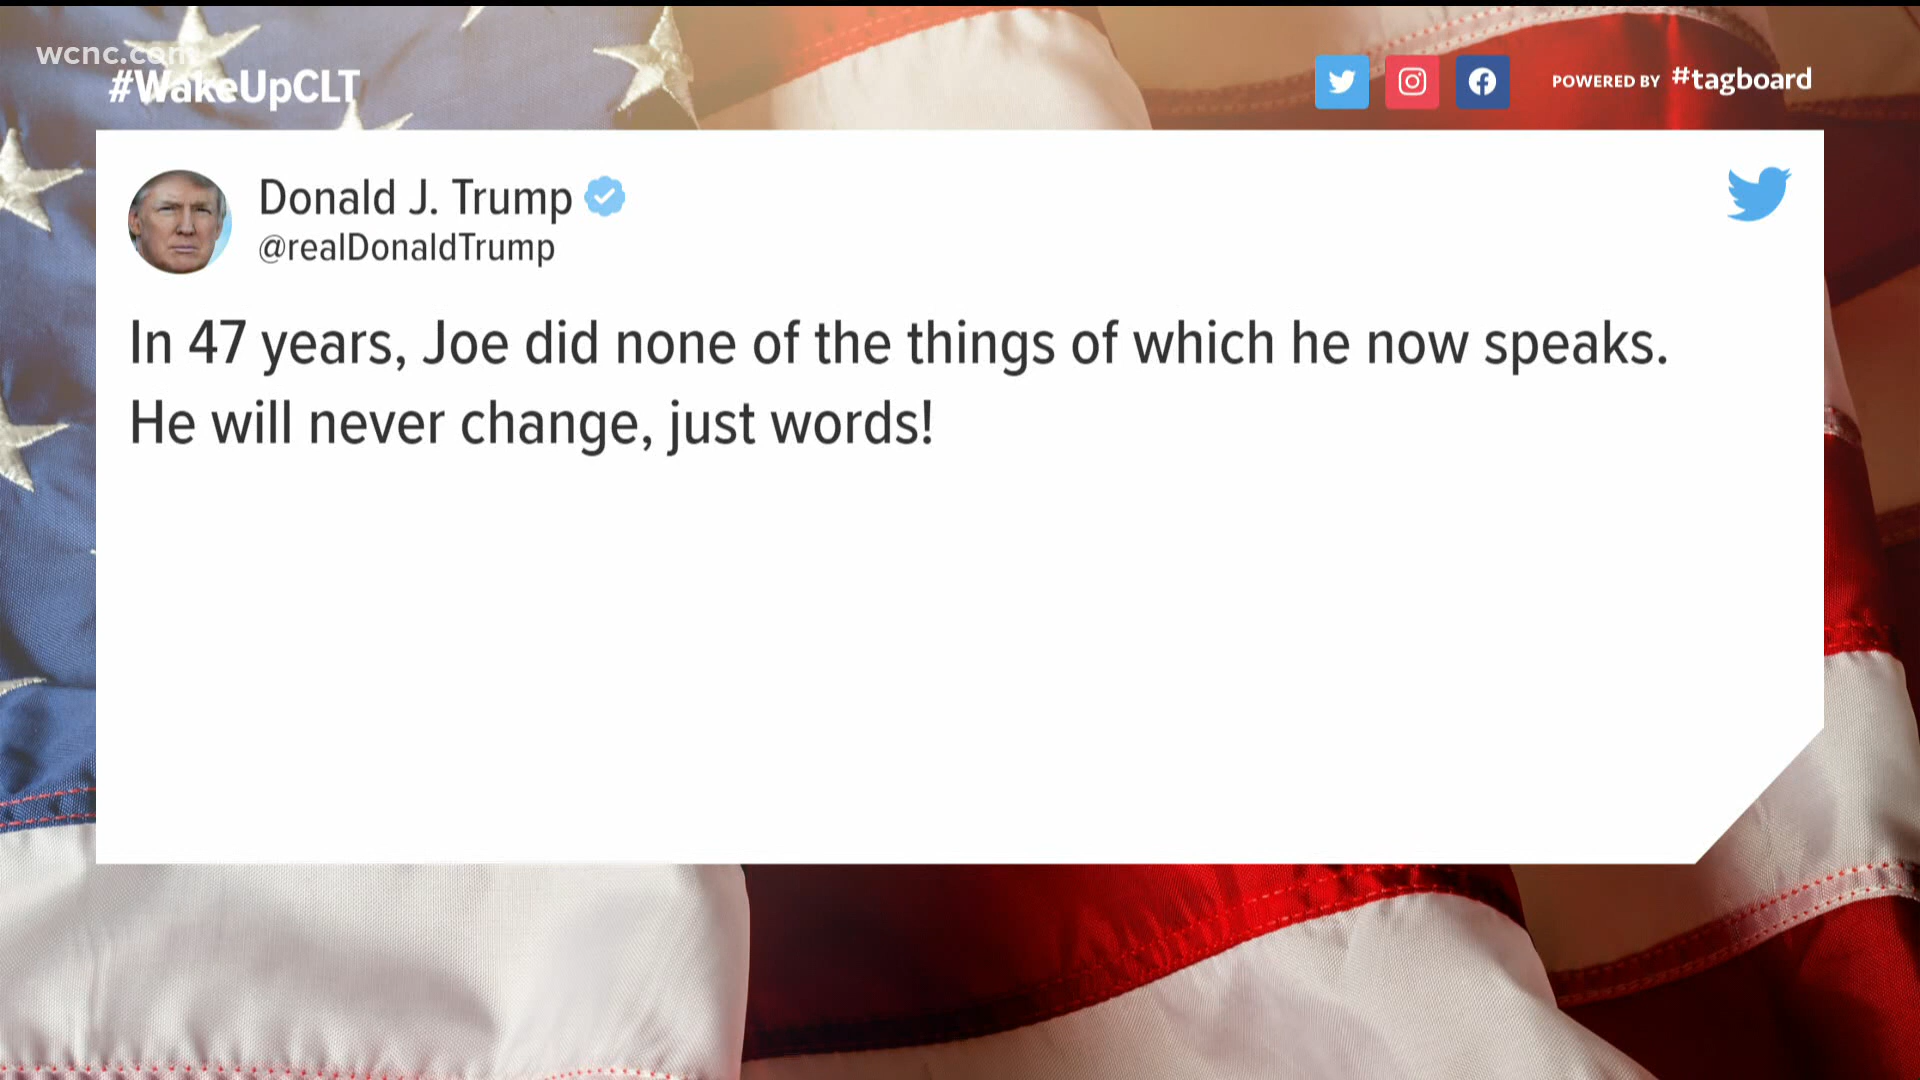 wcnc.com
#WakeUpCLT
POWERED BY #tagboard
Donald J. Trump
@realDonaldTrump
In 47 years, Joe did none of the things of which he now speaks.
He will never change, just words!